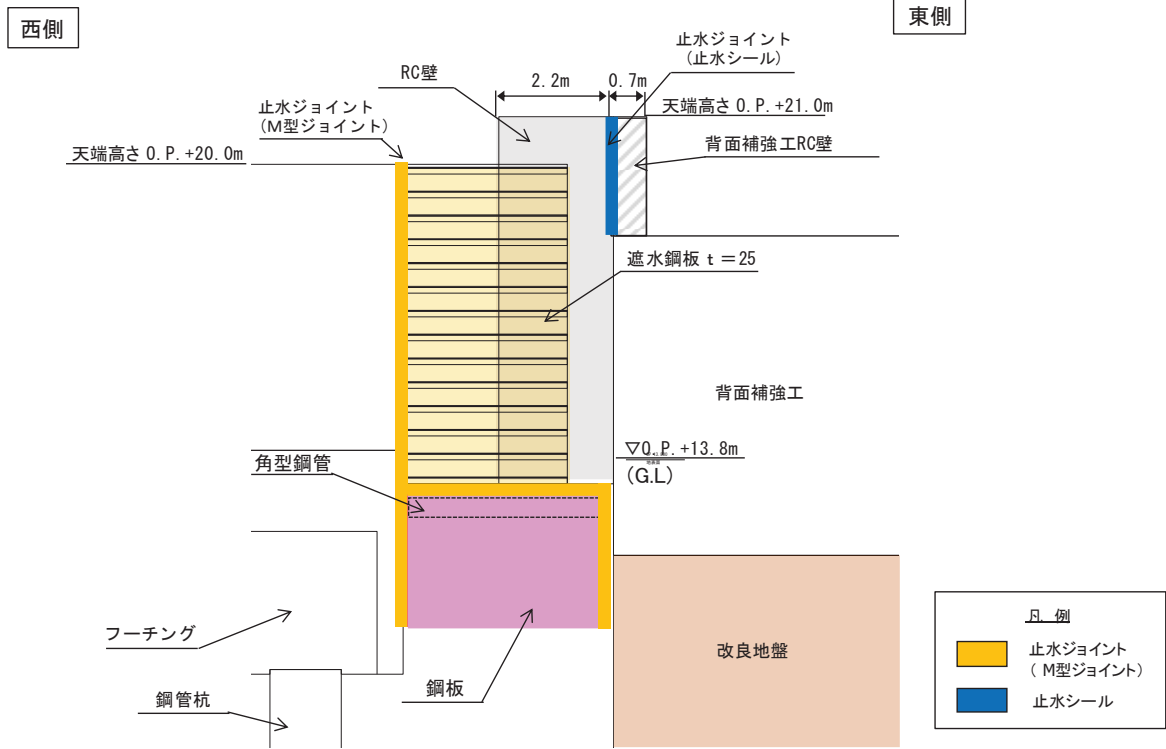 西側
東側
止水ジョイント
(止水シール)
RC壁
2.2m
0.7m
止水ジョイント
(M型ジョイント)
天端高さ O.P.+21.0m
天端高さ O.P.+20.0m
背面補強工RC壁
遮水鋼板 t=25
背面補強工
▽O.P.+13.8m
(G.L)
角型鋼管
フーチング
改良地盤
鋼管杭
鋼板
凡 例
止水ジョイント
( M型ジョイント)
止水シール